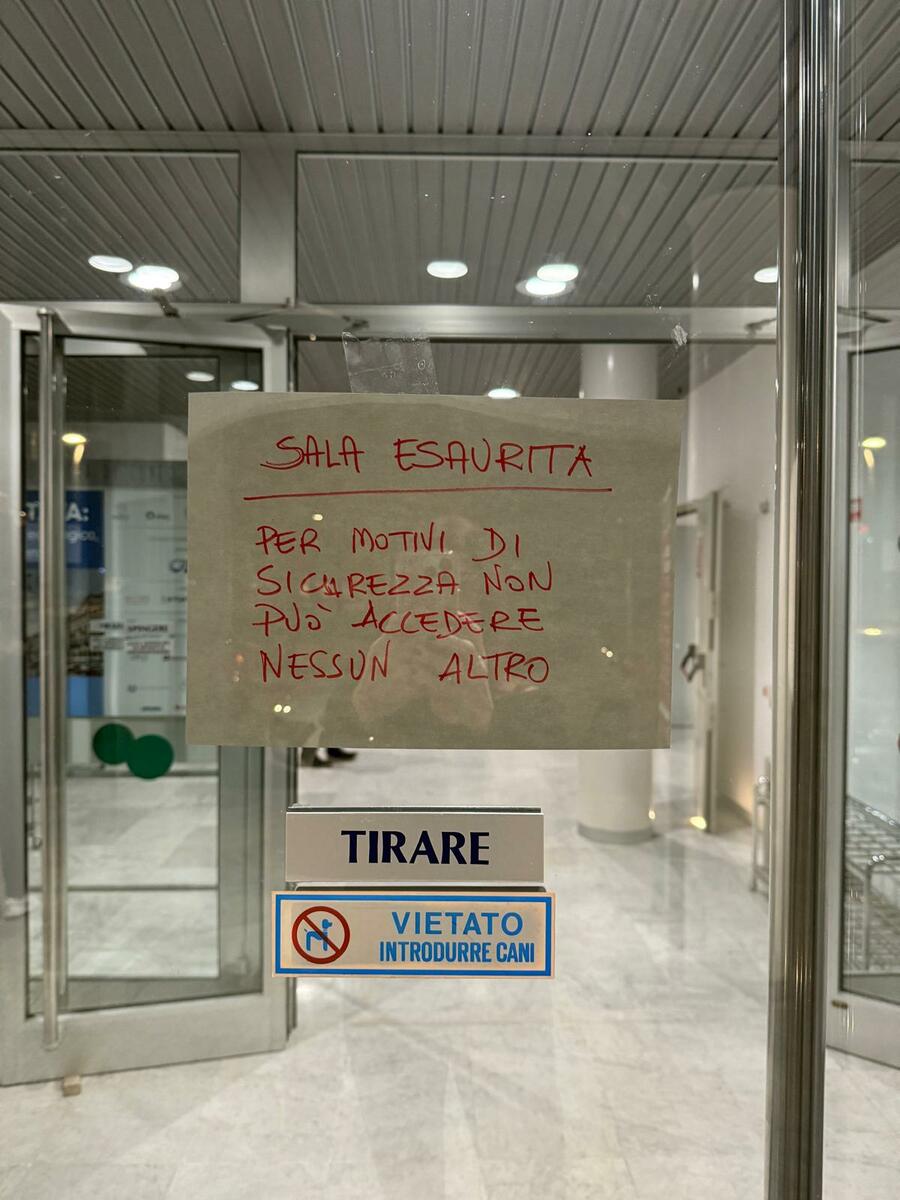 SALA ESAURITA
PER MOTIVI DI
SICUREZZA NON
PUÒ ACCEDERE
NESSUN ALTRO
TIRARE
VIETATO
INTRODURRE CANI